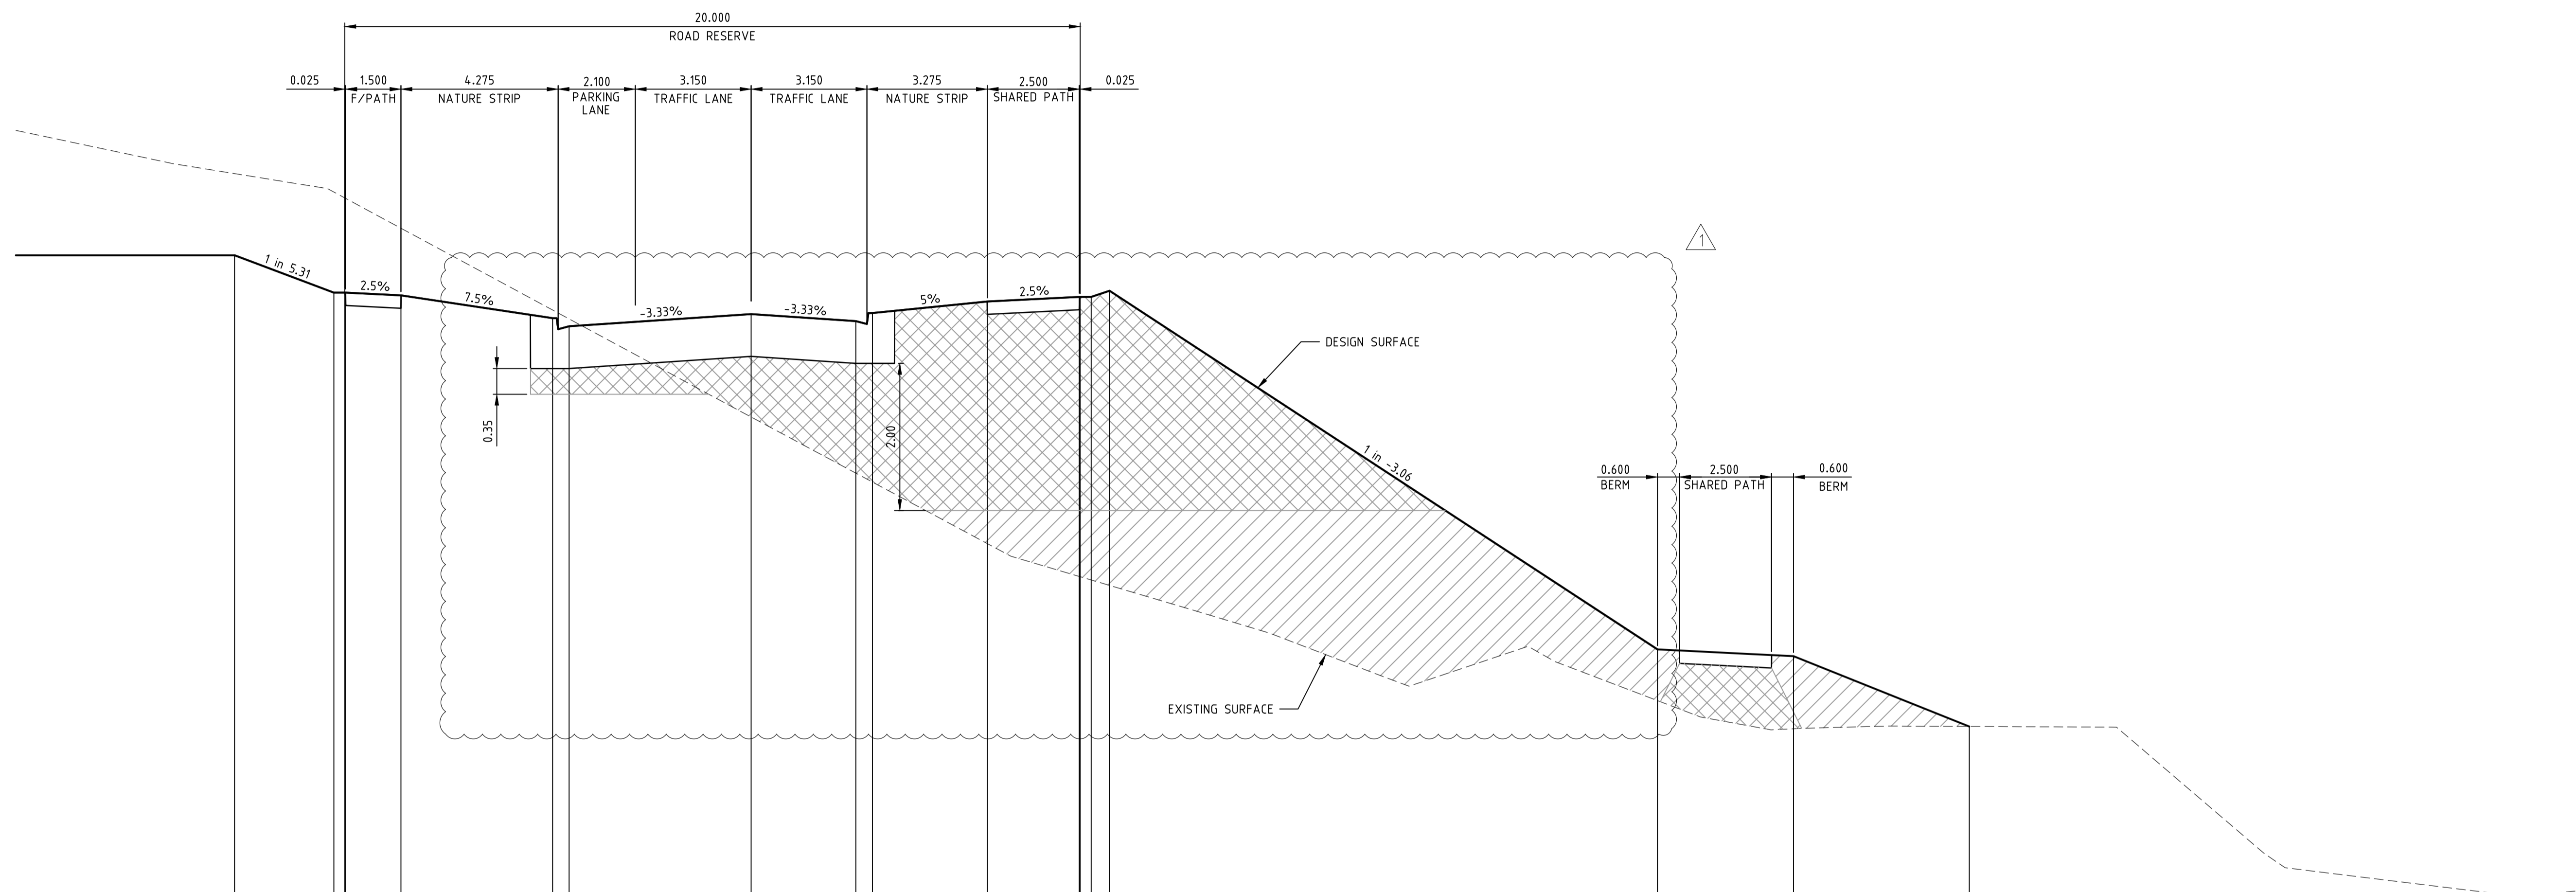 20.000
ROAD RESERVE
0.025 1.500 4.275 2.100 3.150 3.150 3.275 2.500 0.025
F/PATH NATURE STRIP PARKING TRAFFIC LANE TRAFFIC LANE NATURE STRIP SHARED PATH
LANE
1
1 in 5.31
2.5%
7.5%
-3.33%
-3.33%
5%
2.5%
DESIGN SURFACE
0.35
2.00
1 in -3.06
0.600 2.500 0.600
BERM SHARED PATH BERM
EXISTING SURFACE